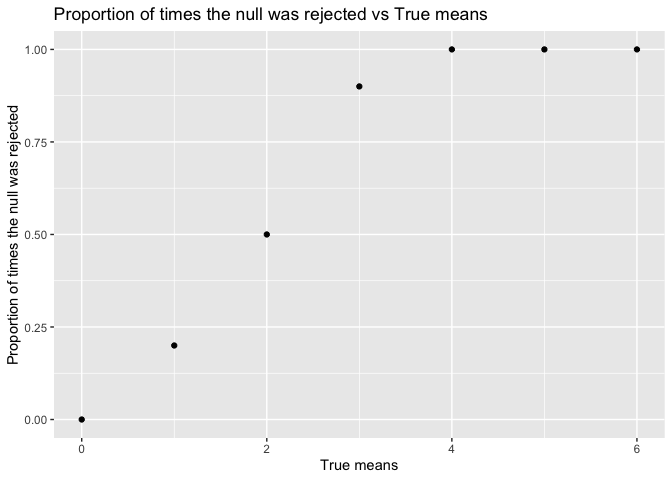 Proportion of times the null was rejected vs True means
Proportion of times the null was rejected
1.00
0.75
0.50
0.25
0.00
0 2 4 6
True means